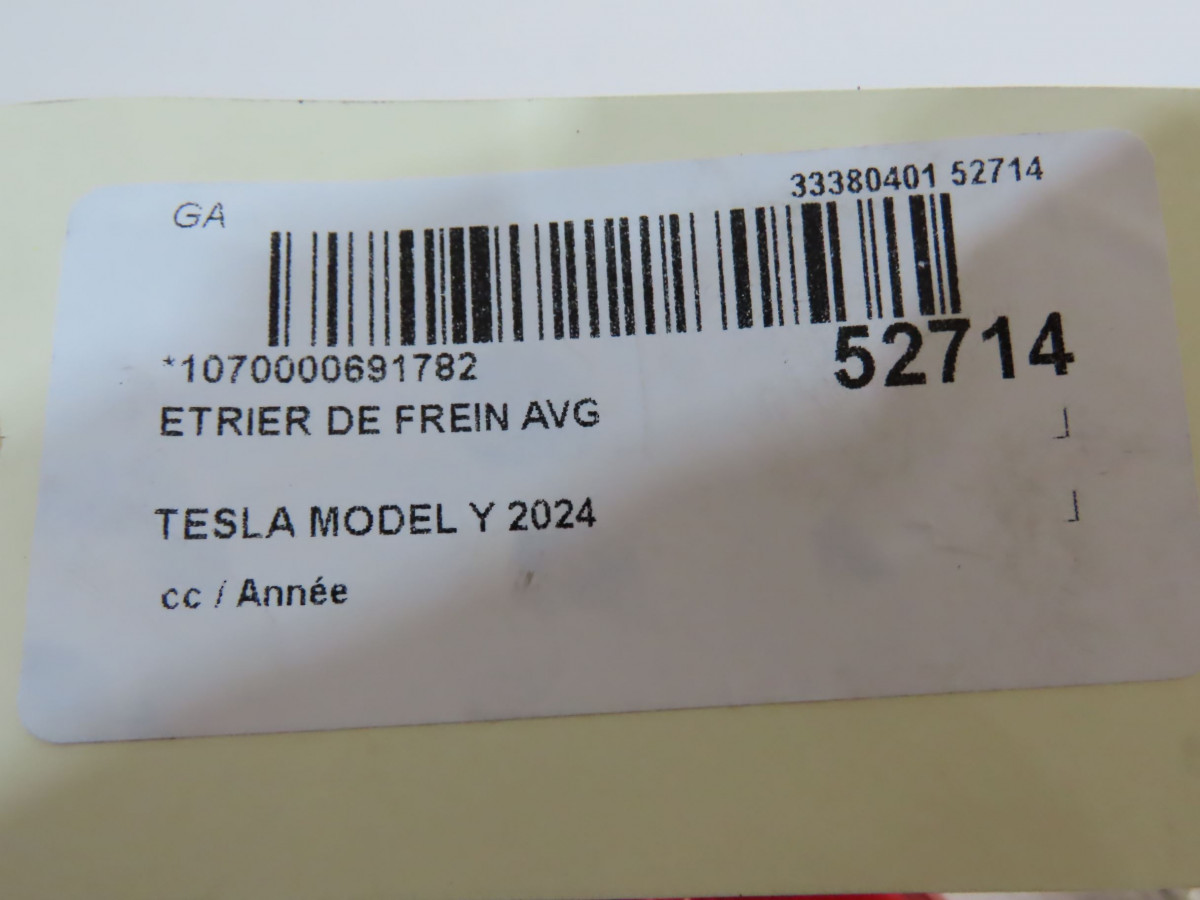 GA
33380401 52714
*1070000691782
52714
ETRIER DE FREIN AVG
TESLA MODEL Y 2024
cc / Année